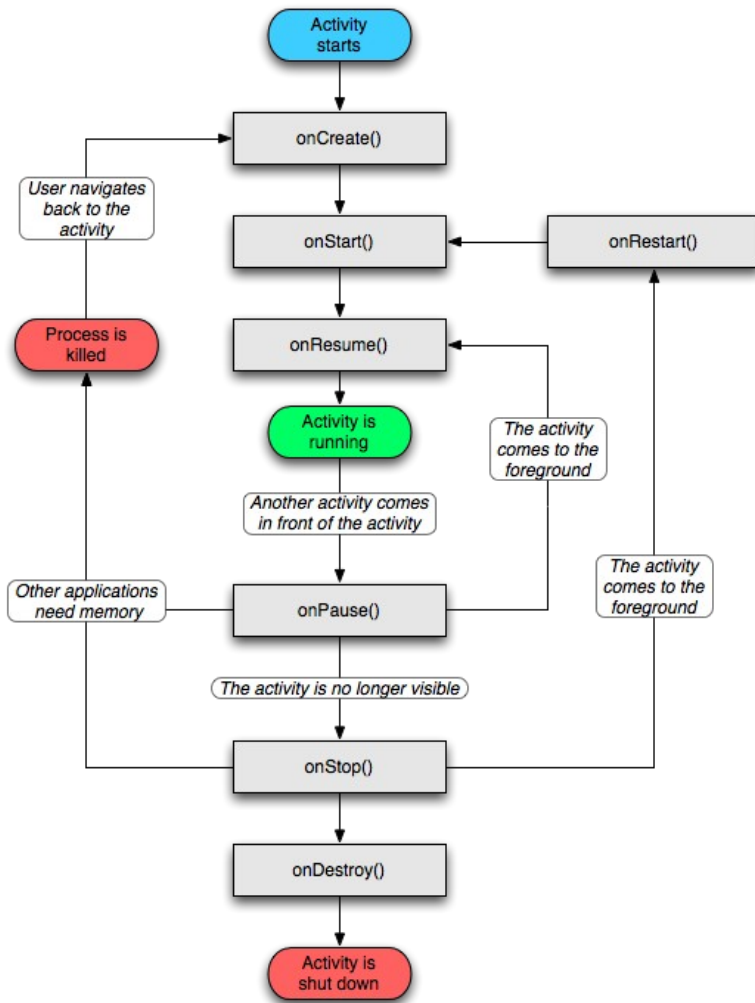 Activity
starts
onCreate()
User navigates
back to the
activity
onStart()
onRestart()
Process is
killed
onResume()
Activity is
running
The activity
comes to the
foreground
Another activity comes
in front of the activity
The activity
comes to the
foreground
Other applications
need memory
onPause()
The activity is no longer visible
onStop()
onDestroy()
Activity is
shut down